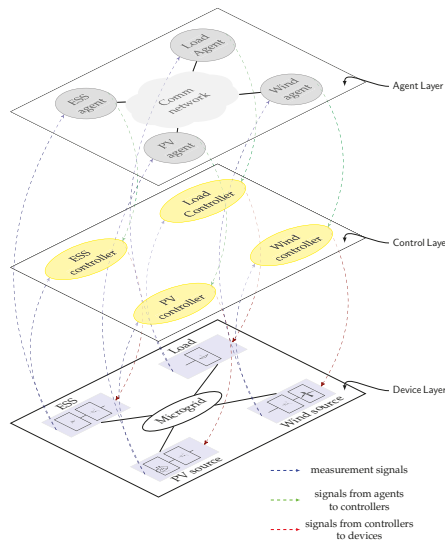 Load
Agent
ESS
agent
Comm
network
Wind
agent
PV
agent
Agent Layer
Load
Controller
ESS
controller
Wind
controller
PV
controller
Control Layer
Load
ESS
Microgrid
Wind source
PV source
Device Layer
measurement signals
signals from agents
to controllers
signals from controllers
to devices